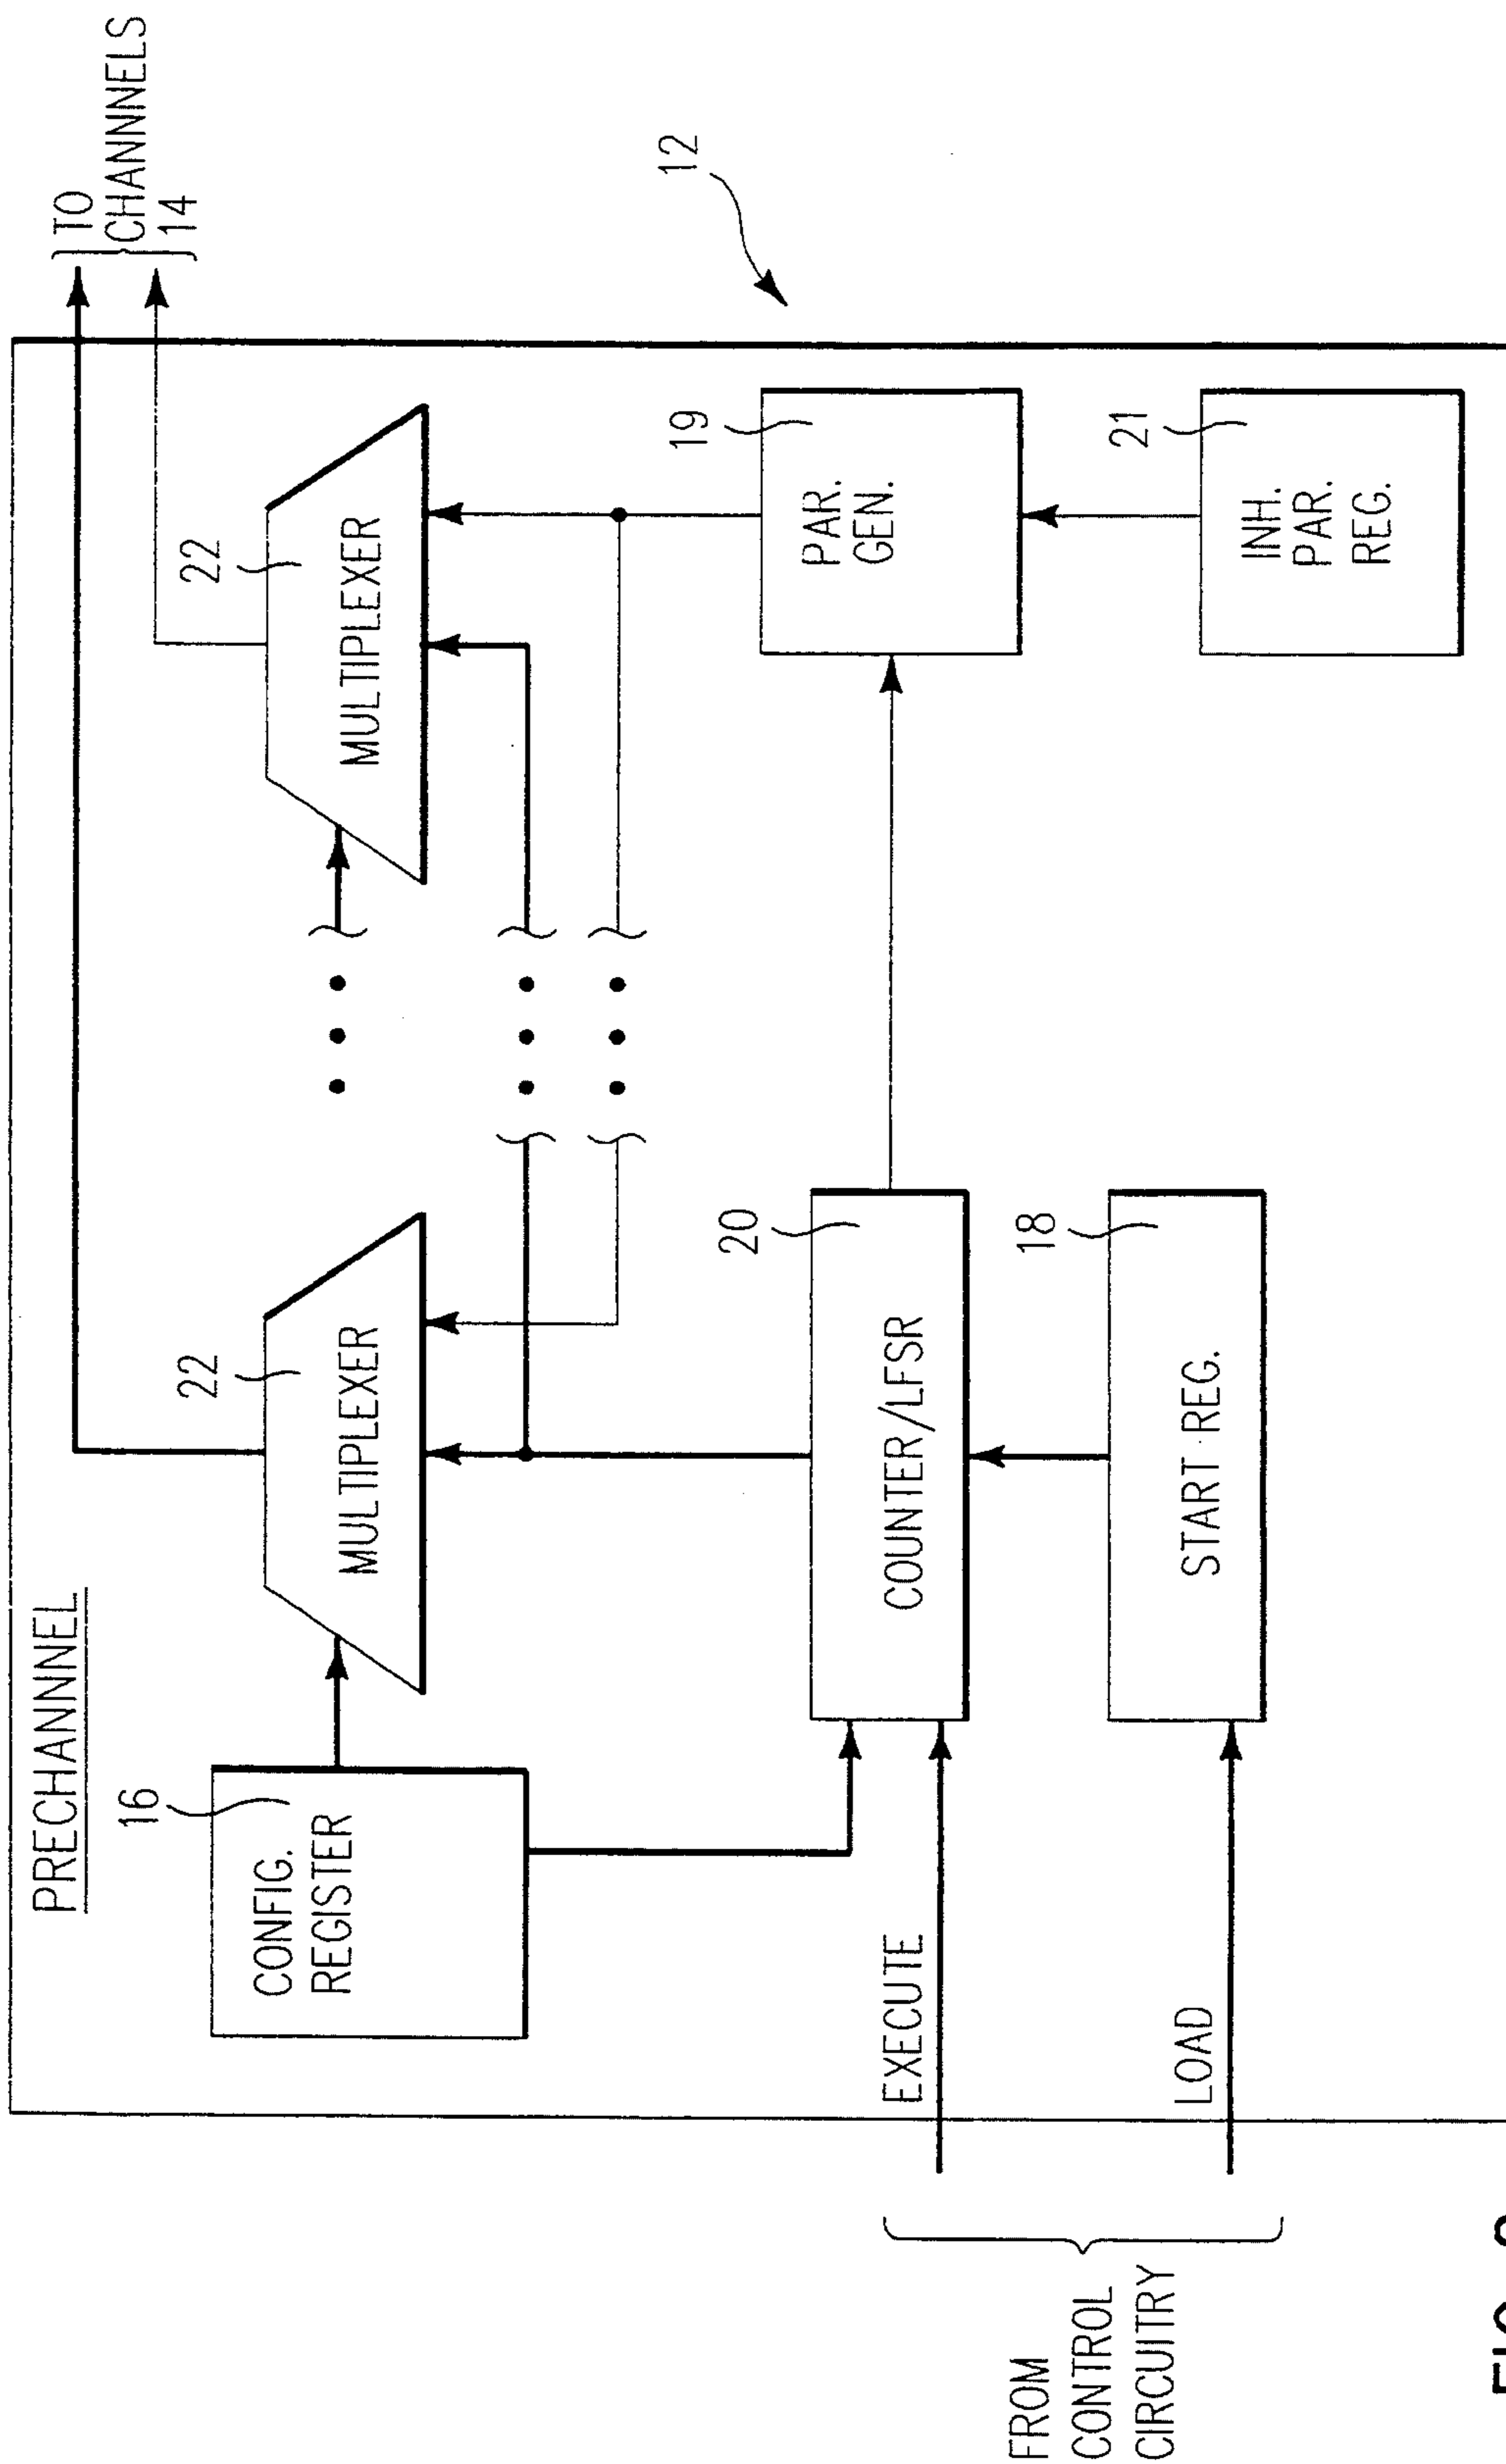 PRECHANNEL
TO
CHANNNELS
14
12
16
CONFIG.
REGISTER
22
MULTIPLEXER
22
MULTIPLEXER
EXECUTE
20
COUNTER/LFSR
19
PAR.
GEN.
LOAD
18
START REG.
21
INH.
PAR.
REG.
FROM
CONTROL
CIRCUITRY